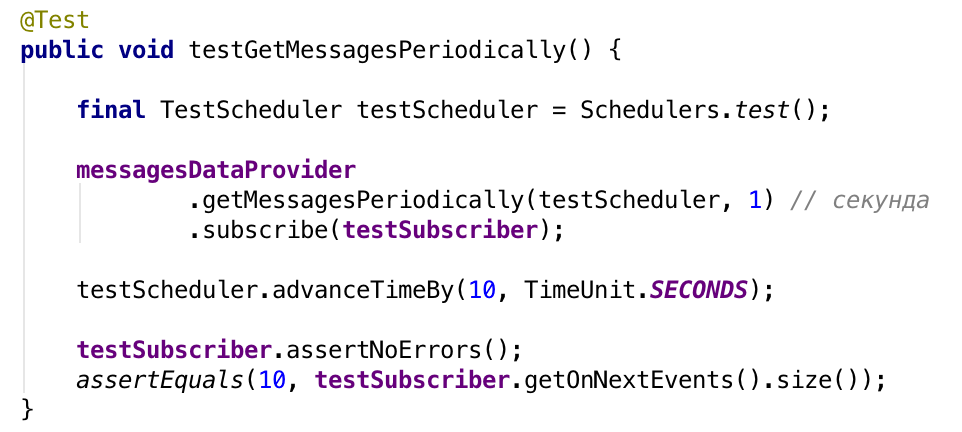 @Test
public void testGetMessagesPeriodically() {
final TestScheduler testScheduler = Schedulers.test();
messagesDataProvider
.getMessagesPeriodically(testScheduler, 1) // секунда
.subscribe(testSubscriber);
testScheduler.advanceTimeBy(10, TimeUnit.SECONDS);
testSubscriber.assertNoErrors();
assertEquals(10, testSubscriber.getOnNextEvents().size());
}